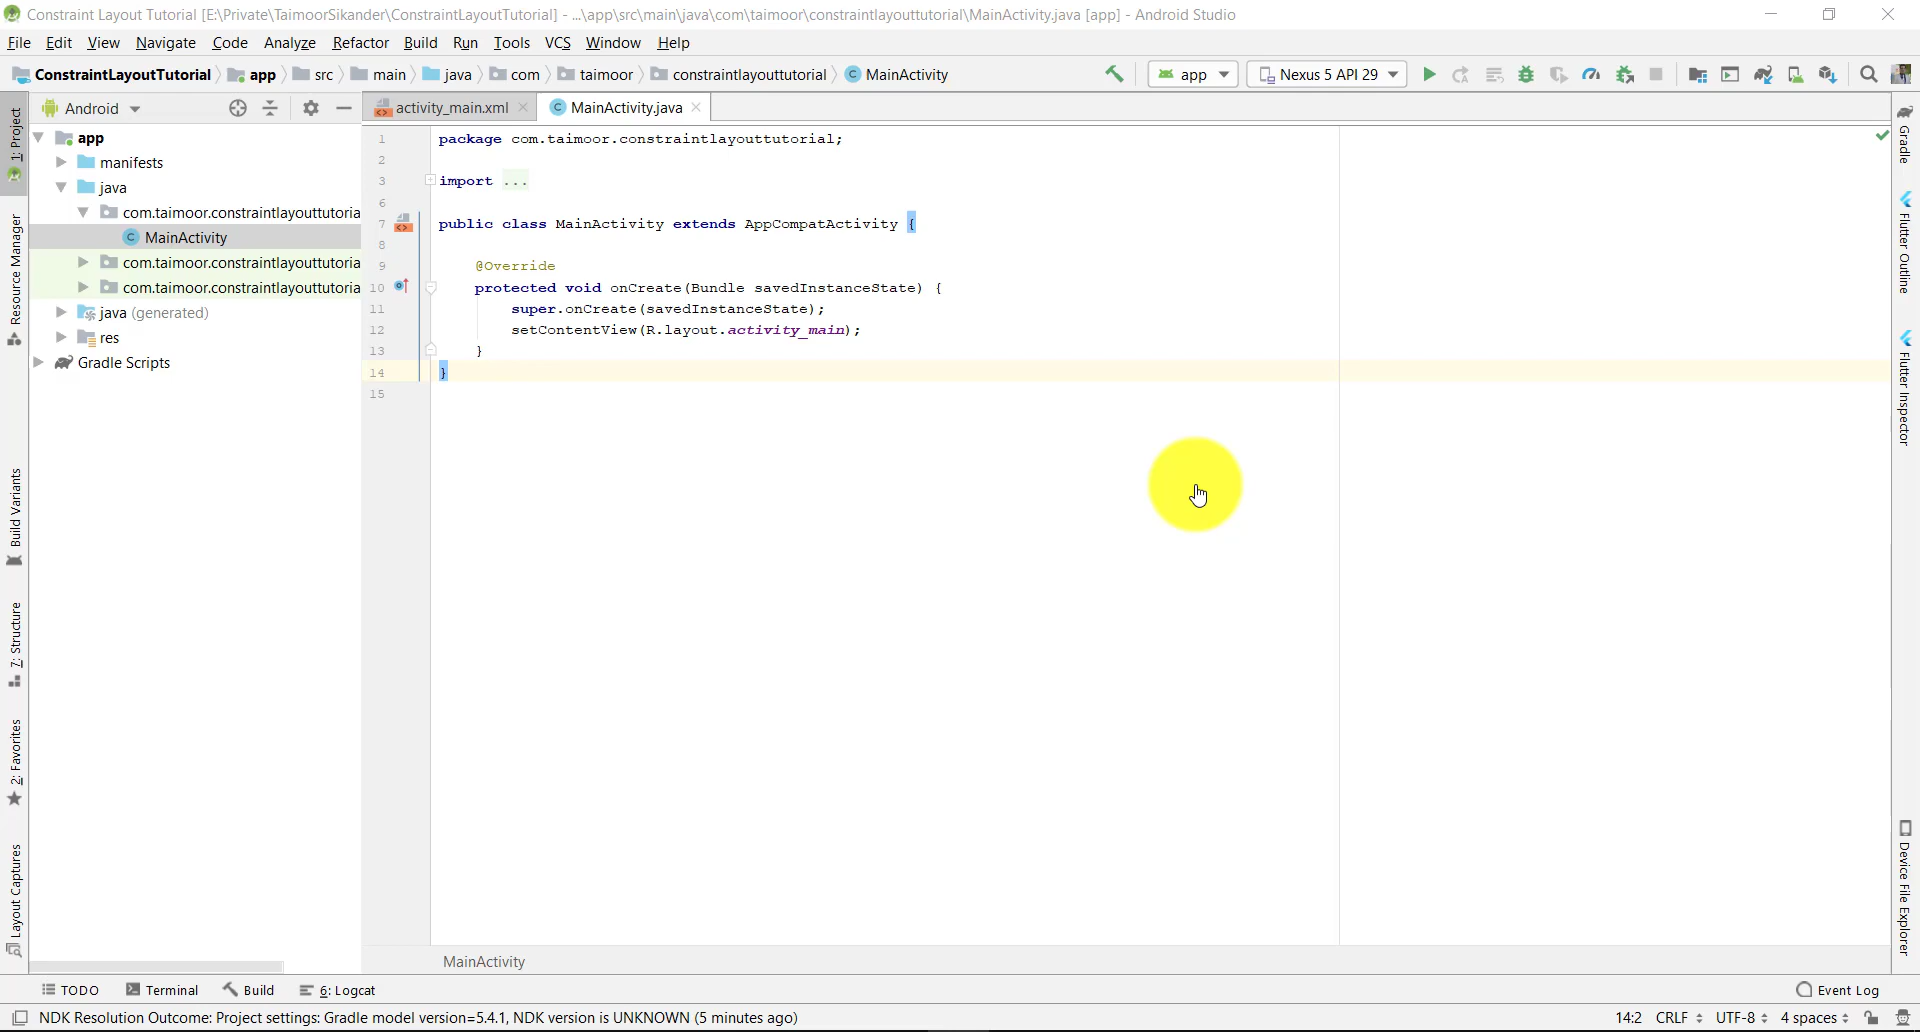 Constraint Layout Tutorial [E:\Private\TaimoorSikander\ConstraintLayoutTutorial] - ...\app\src\main\java\com\taimoor\constraintlayouttutorial\MainActivity.java [app] - Android Studio
File Edit View Navigate Code Analyze Refactor Build Run Tools VCS Window Help
ConstraintLayoutTutorial app src main java com taimoor constraintlayouttutorial MainActivity app Nexus 5 API 29
Android
activity_main.xml MainActivity.java
app
manifests
java
com.taimoor.constraintlayouttutoria
MainActivity
com.taimoor.constraintlayouttutoria
com.taimoor.constraintlayouttutoria
java (generated)
res
Gradle Scripts
1 package com.taimoor.constraintlayouttutorial;
2
3 import ...
6
7 public class MainActivity extends AppCompatActivity {
8
9 @Override
10 protected void onCreate(Bundle savedInstanceState) {
11 super.onCreate(savedInstanceState);
12 setContentView(R.layout.activity_main);
13 }
14 }
15
MainActivity
1: Project
Resource Manager
Build Variants
7: Structure
2: Favorites
Layout Captures
Gradle
Flutter Outline
Flutter Inspector
Device File Explorer
TODO Terminal Build 6: Logcat Event Log
NDK Resolution Outcome: Project settings: Gradle model version=5.4.1, NDK version is UNKNOWN (5 minutes ago) 14:2 CRLF UTF-8 4 spaces